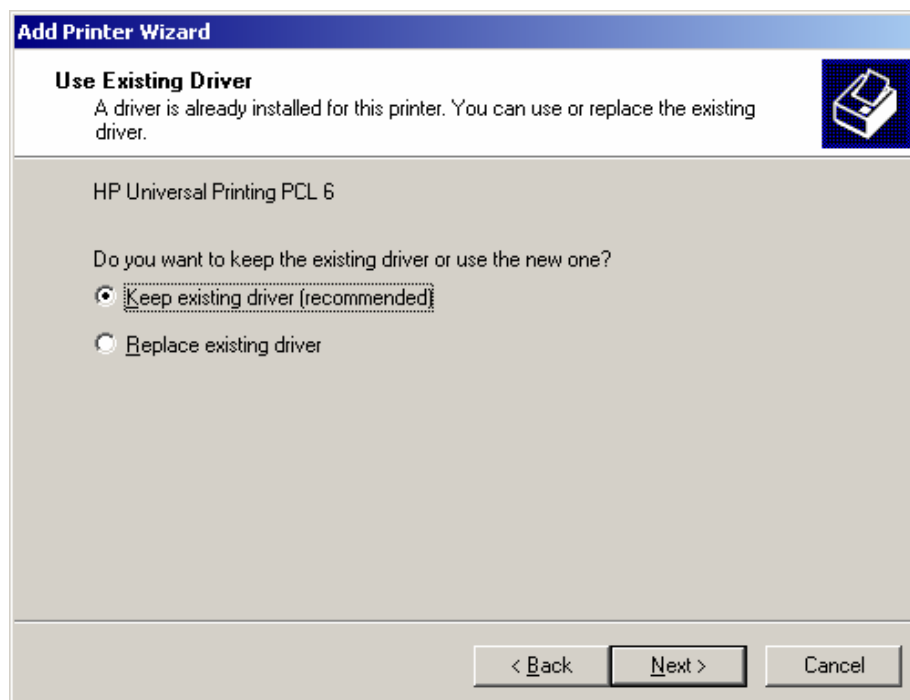 Add Printer Wizard
Use Existing Driver
A driver is already installed for this printer. You can use or replace the existing
driver.
HP Universal Printing PCL 6
Do you want to keep the existing driver or use the new one?
Keep existing driver (recommended)
Replace existing driver
< Back Next > Cancel